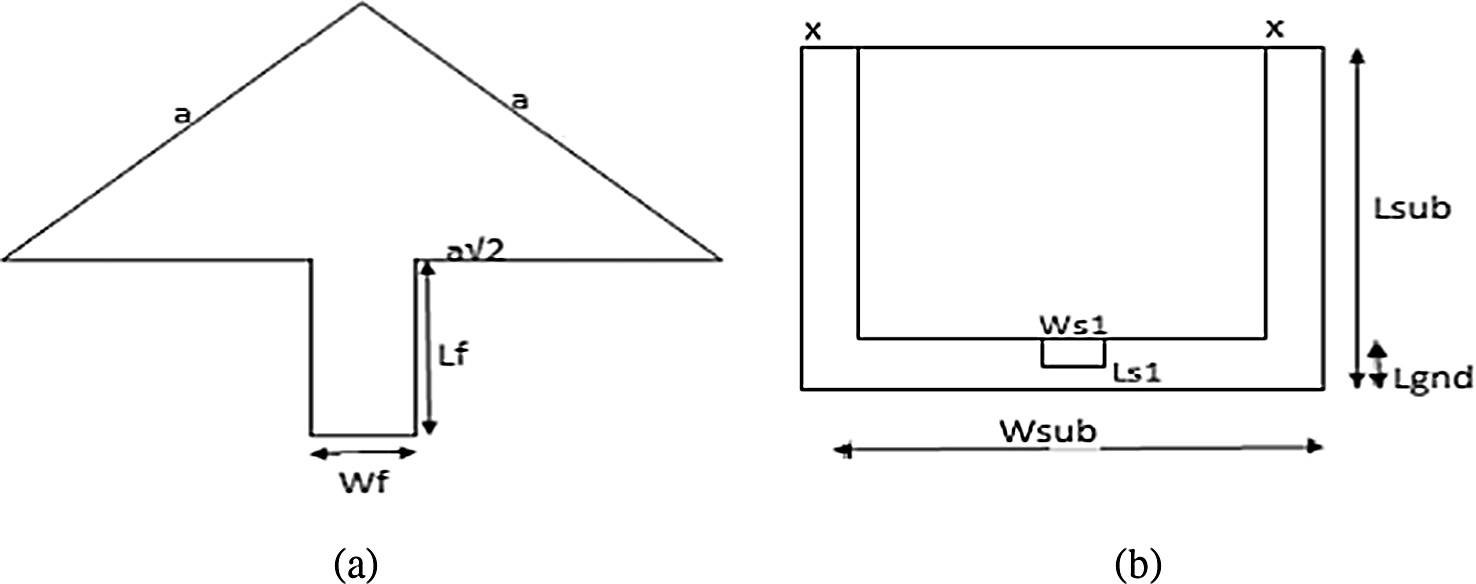 a
a
a√2
Lf
Wf
(a)
x
x
Lsub
Ws1
Ls1
Lgnd
Wsub
(b)